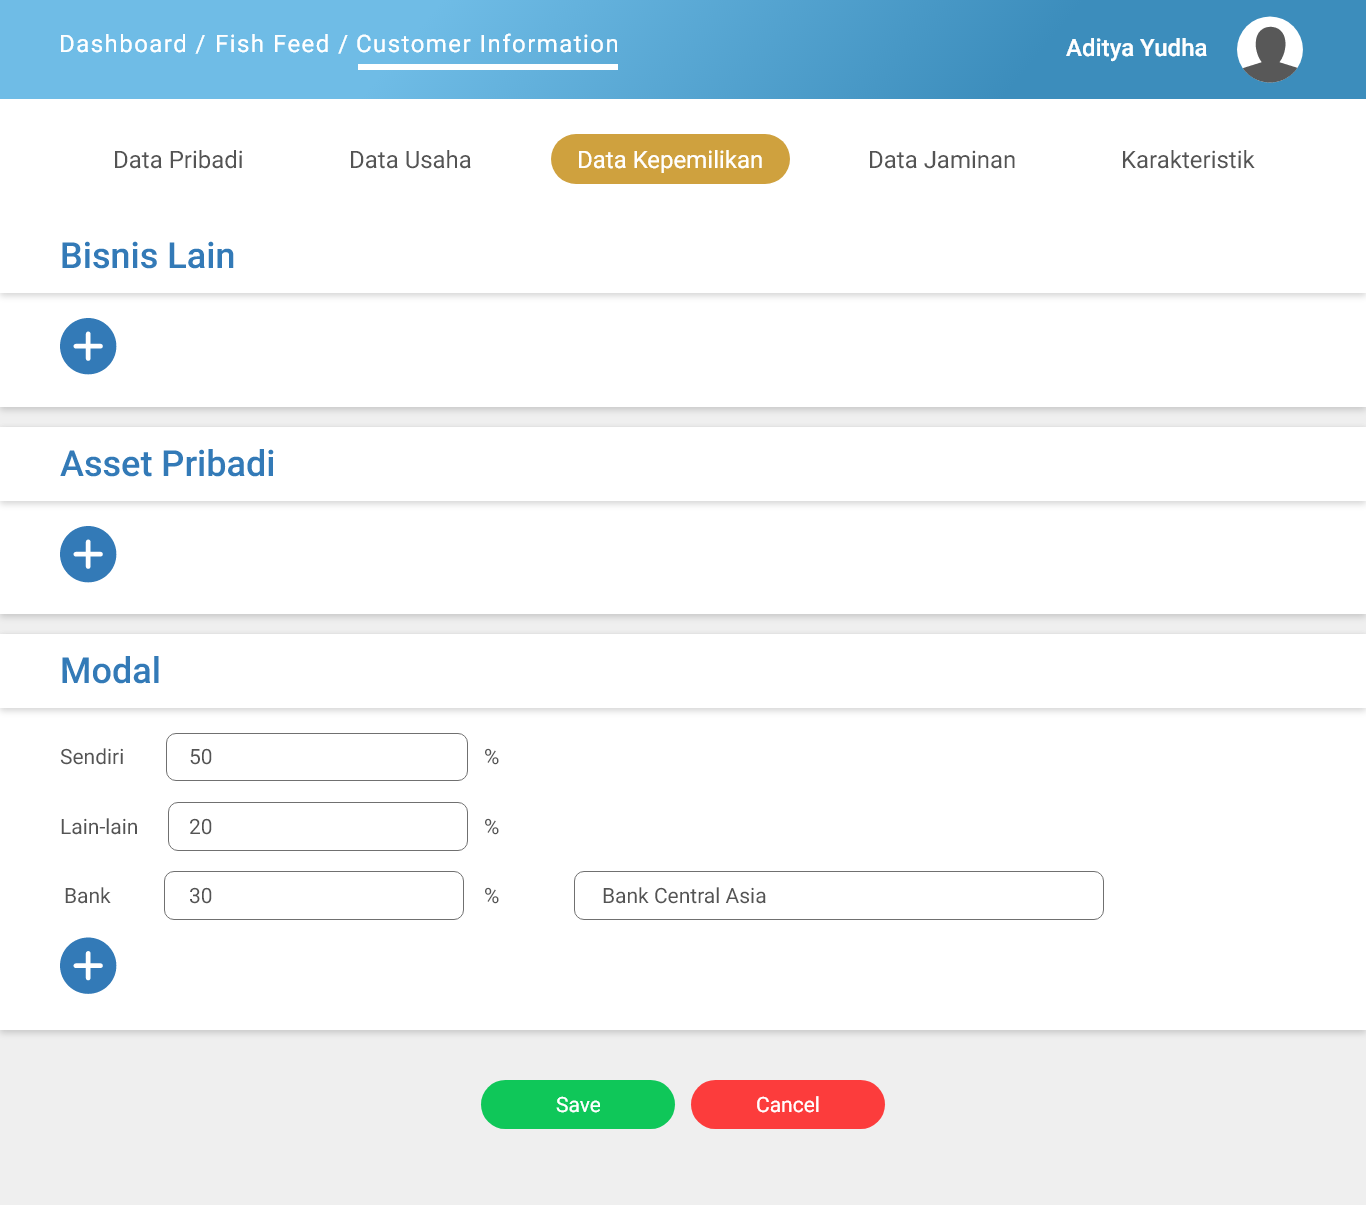 Dashboard / Fish Feed / Customer Information
Aditya Yudha
Data Pribadi
Data Usaha
Data Kepemilikan
Data Jaminan
Karakteristik
Bisnis Lain
Asset Pribadi
Modal
Sendiri 50 %
Lain-lain 20 %
Bank 30 % Bank Central Asia
Save
Cancel